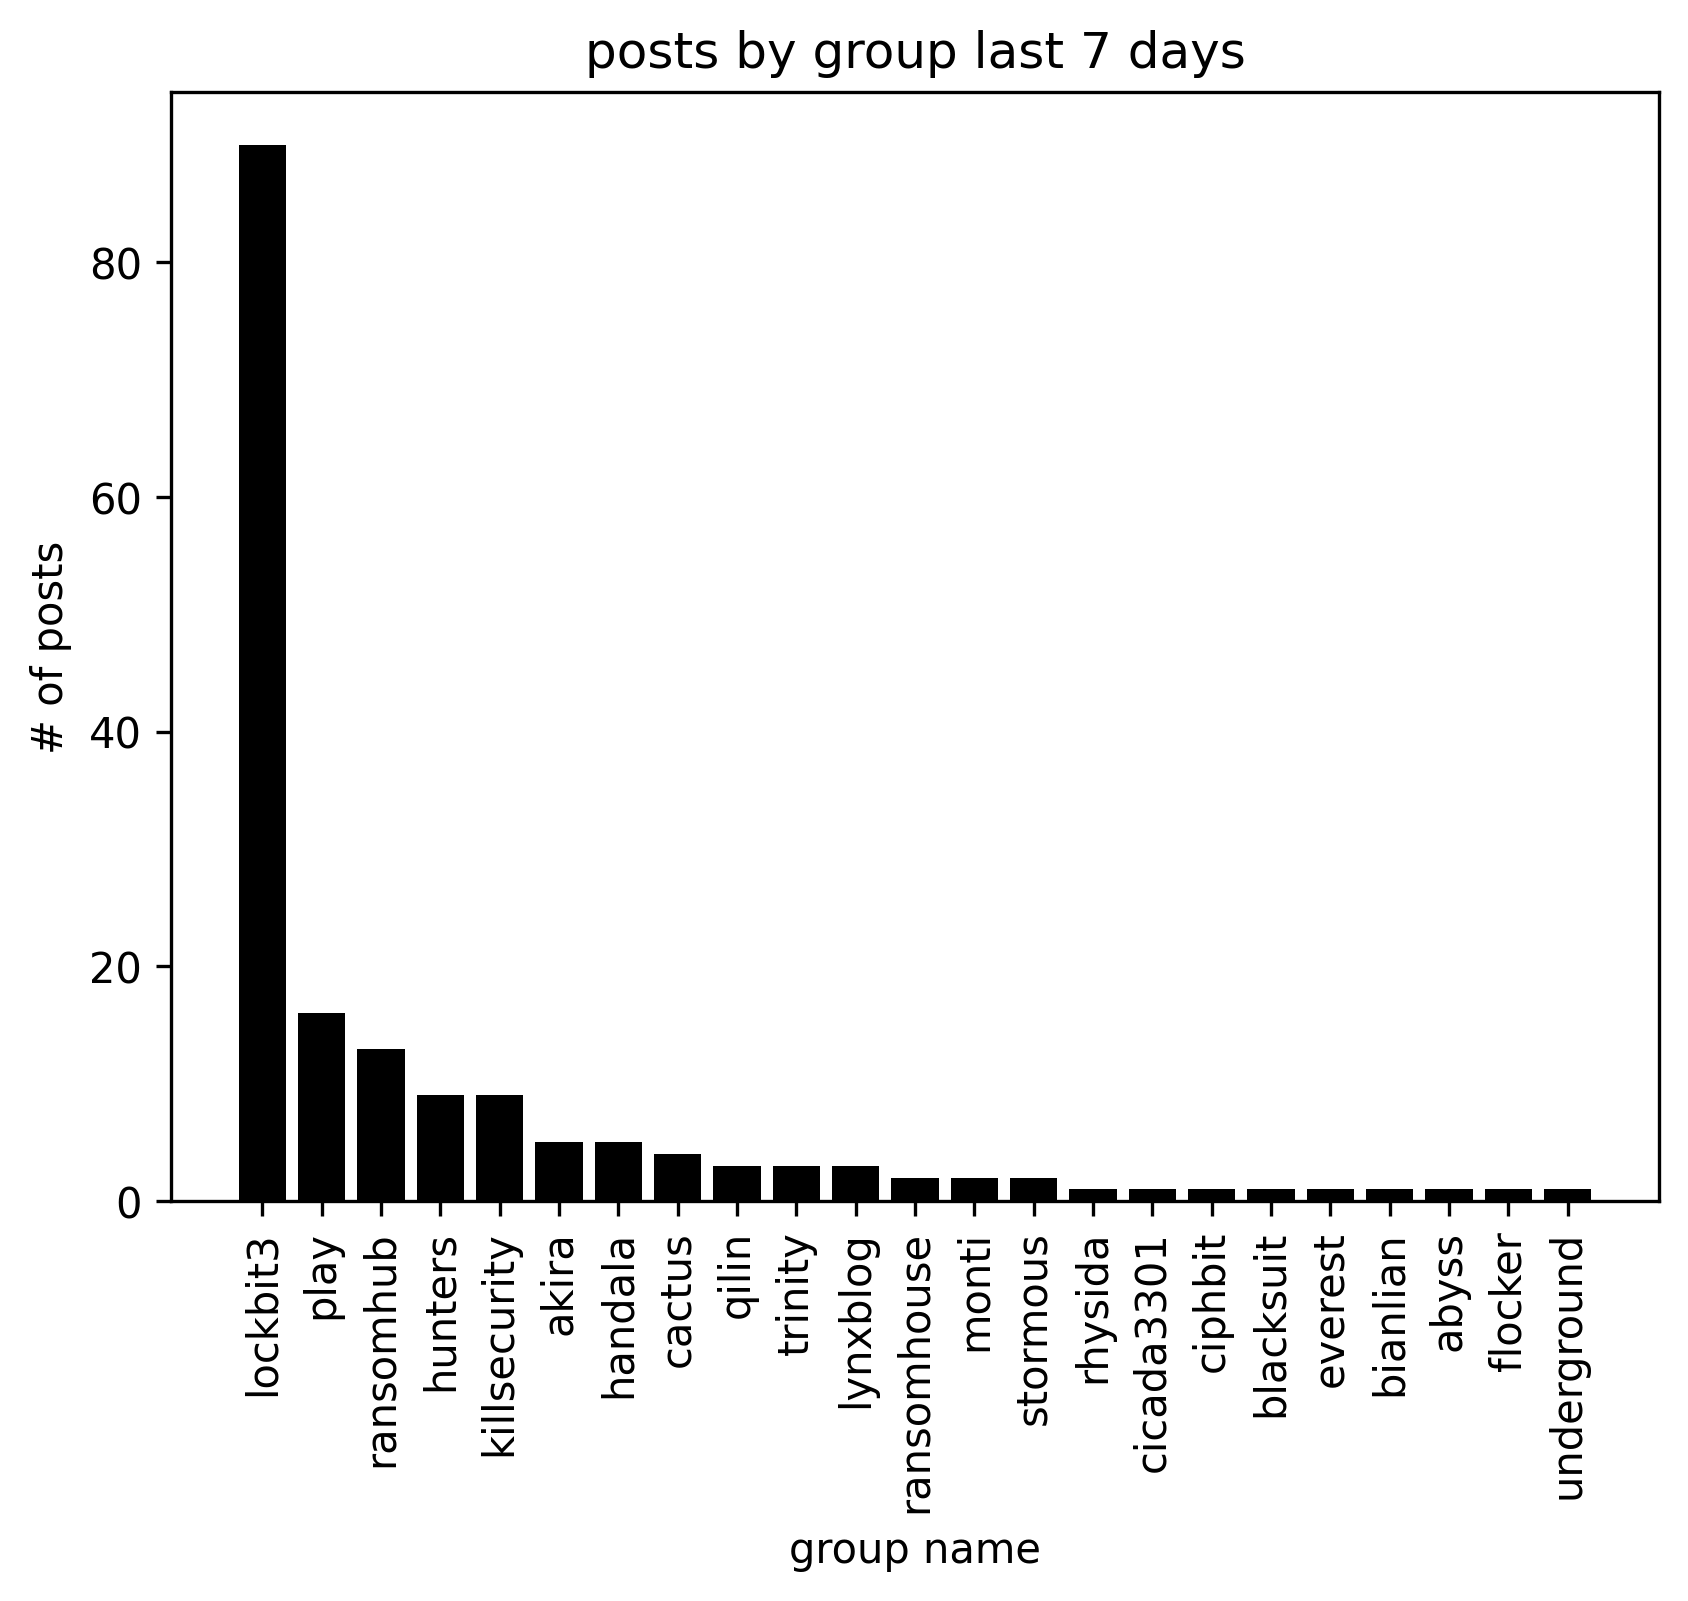 posts by group last 7 days
# of posts
80
60
40
20
0
lockbit3
play
ransomhub
hunters
killsecurity
akira
handala
cactus
qilin
trinity
lynxblog
ransomhouse
monti
stormous
rhysida
cicada3301
ciphbit
blacksuit
everest
bianlian
abyss
flocker
underground
group name